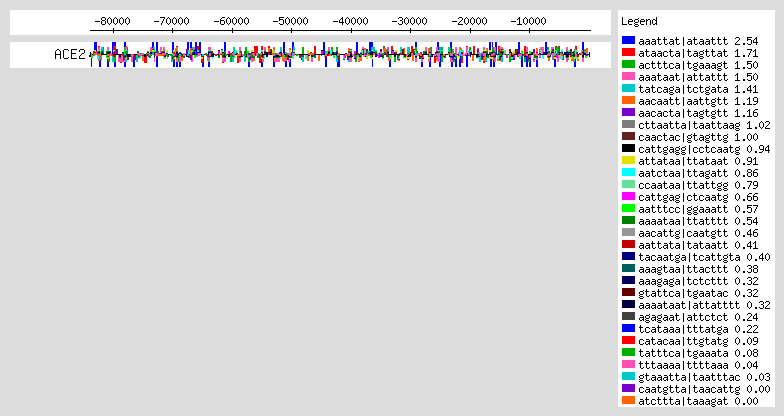 -80000 -70000 -60000 -50000 -40000 -30000 -20000 -10000
ACE2
Legend
aaattat|ataattt 2.54
ataacta|tagttat 1.71
actttca|tgaaagt 1.50
aaataat|attattt 1.50
tatcaga|tctgata 1.41
aacaatt|aattgtt 1.19
aacacta|tagtgtt 1.16
cttaatta|taattaag 1.02
caactac|gtagttg 1.00
cattgagg|cctcaatg 0.94
attataa|ttataat 0.91
aatctaa|ttagatt 0.86
ccaataa|ttattgg 0.79
cattgag|ctcaatg 0.66
aatttcc|ggaaatt 0.57
aaaataa|ttatttt 0.54
aacattg|caatgtt 0.46
aattata|tataatt 0.41
tacaatga|tcattgta 0.40
aaagtaa|ttacttt 0.38
aaagaga|tctcttt 0.32
gtattca|tgaatac 0.32
aaaataat|attatttt 0.32
agagaat|attctct 0.24
tcataaa|tttatga 0.22
catacaa|ttgtatg 0.09
tatttca|tgaaata 0.08
tttaaaa|ttttaaa 0.04
gtaaatta|taatttac 0.03
caatgtta|taacattg 0.00
atcttta|taaagat 0.00